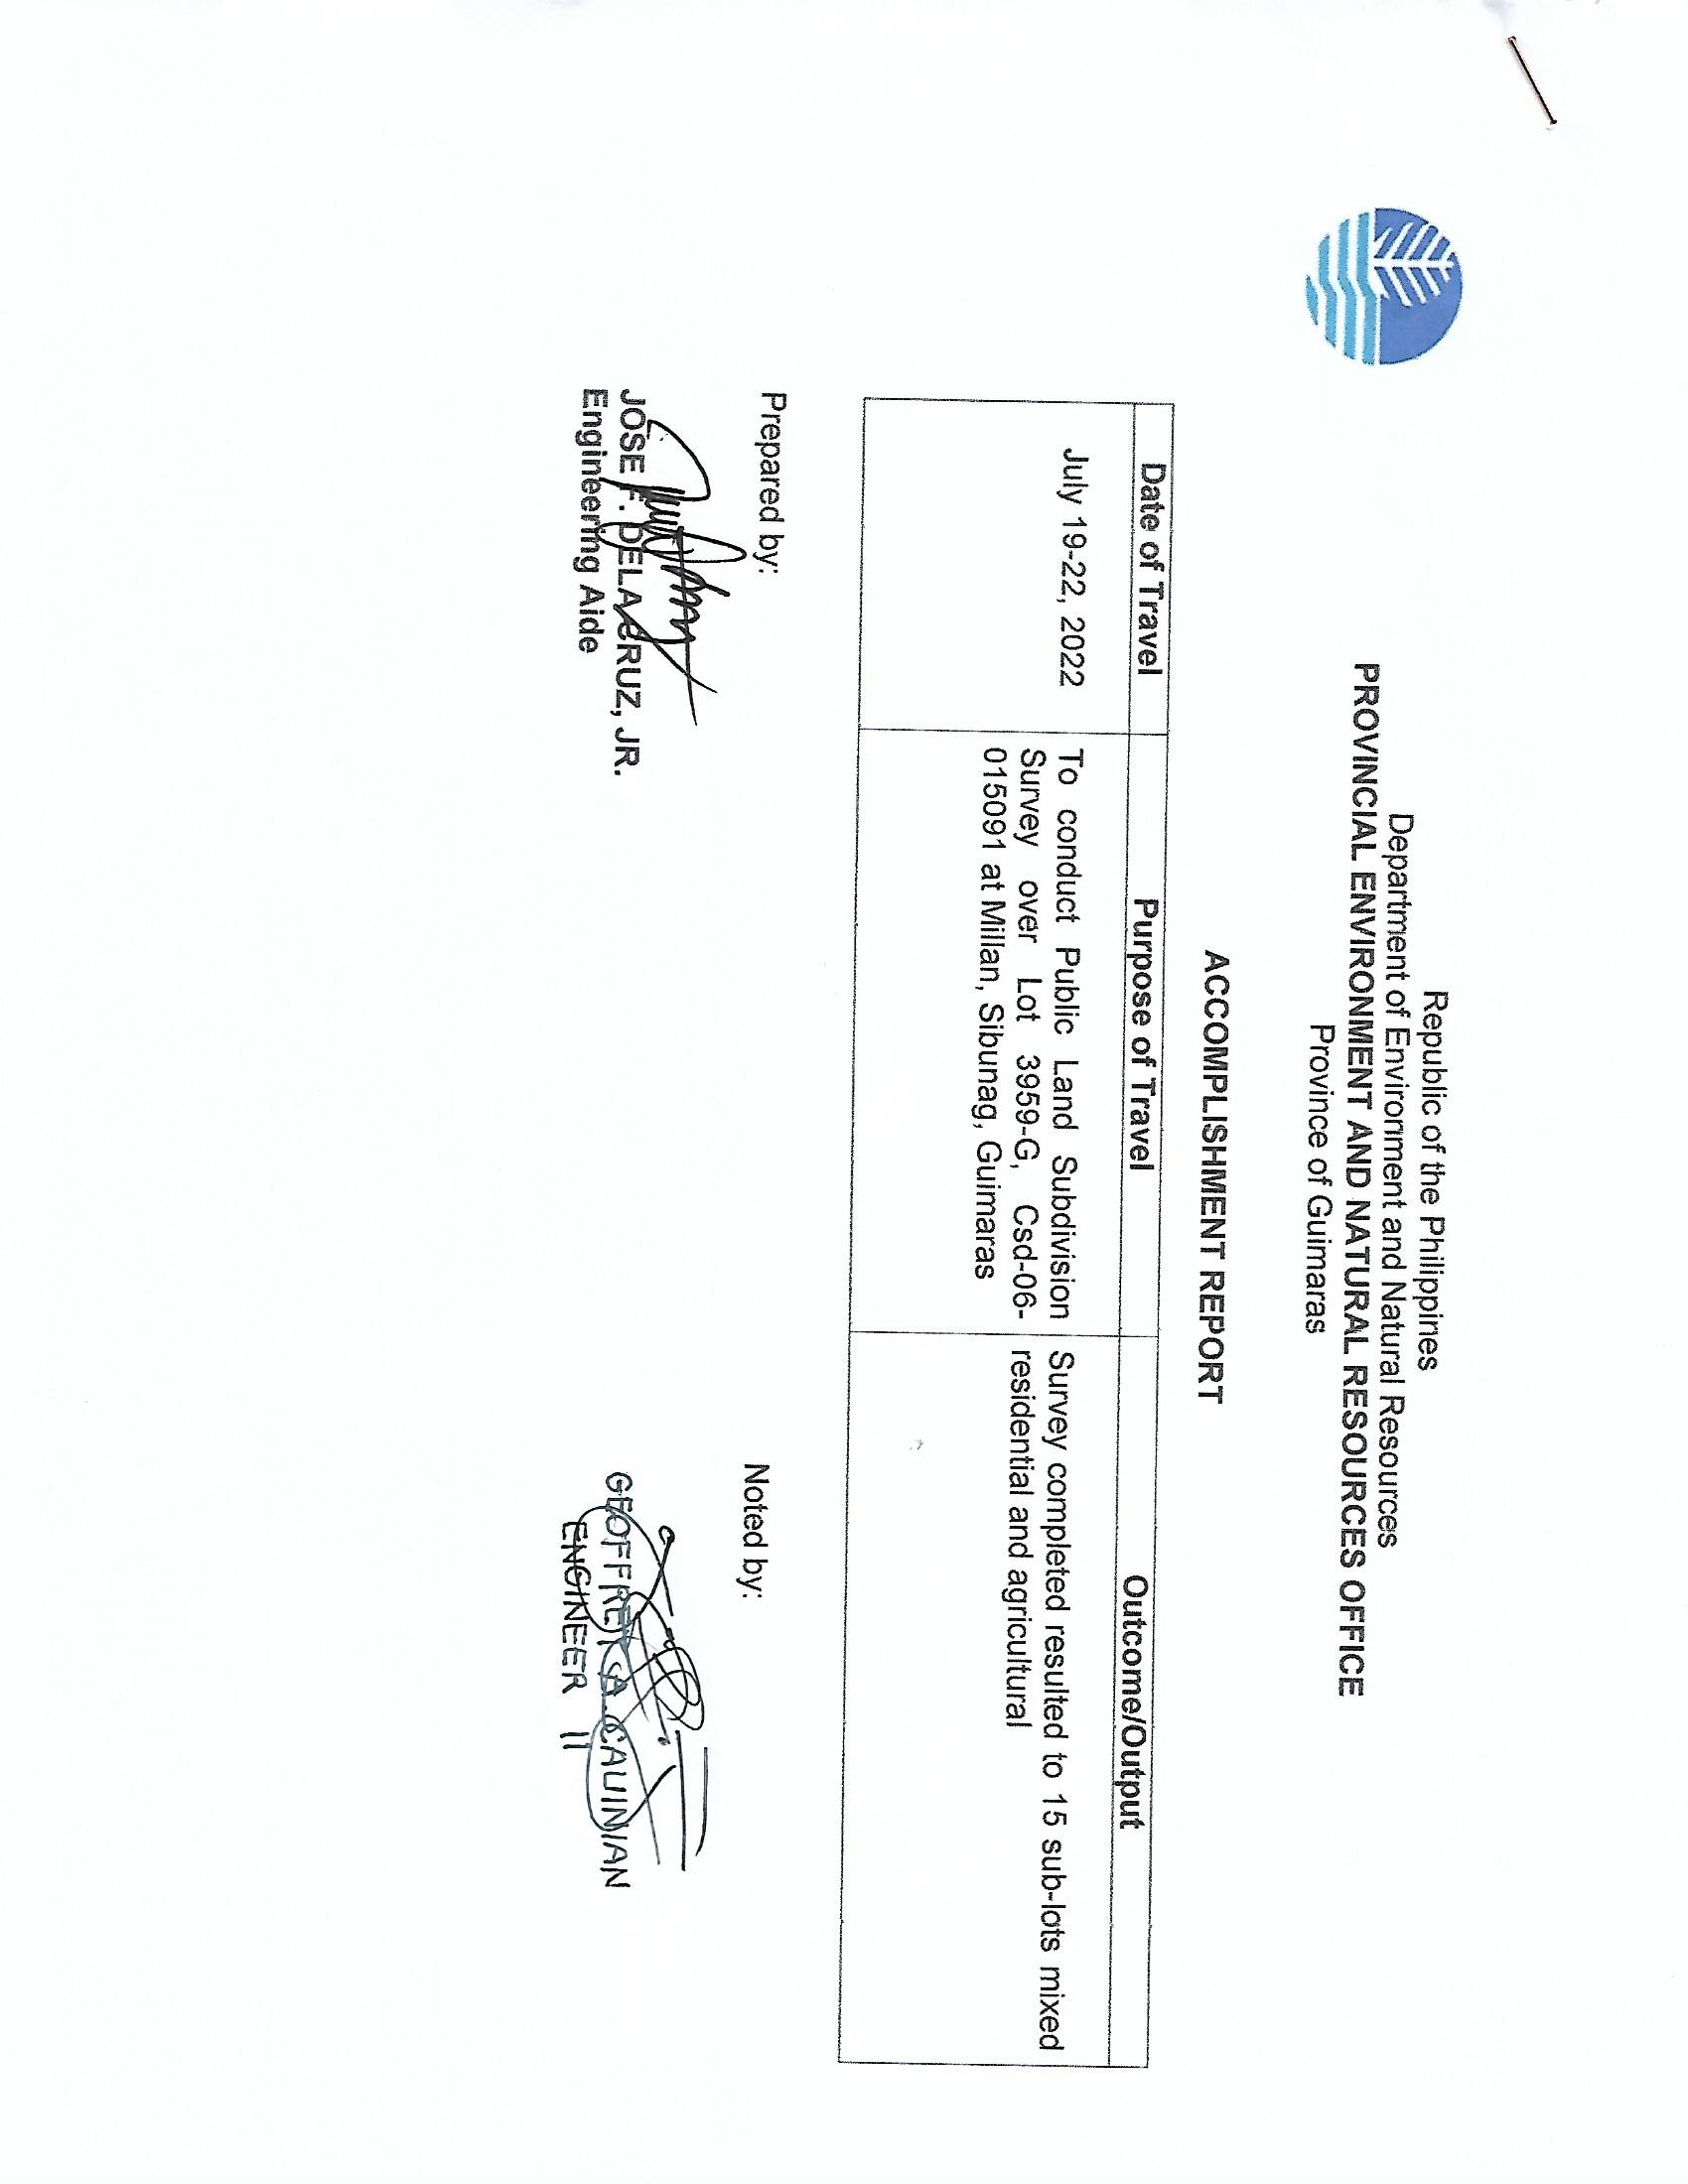 Republic of the Philippines
Department of Environment and Natural Resources
PROVINCIAL ENVIRONMENT AND NATURAL RESOURCES OFFICE
Province of Guimaras
ACCOMPLISHMENT REPORT
Date of Travel
Purpose of Travel
Outcome/Output
July 19-22, 2022
To conduct Public Land Subdivision
Survey over Lot 3959-G, Csd-06-
015091 at Millan, Sibunag, Guimaras
Survey completed resulted to 15 sub-lots mixed
residential and agricultural
Prepared by:
JOSE F. DELA CRUZ, JR.
Engineering Aide
Noted by:
GEOFFREY A. CAUINIAN
ENGINEER II